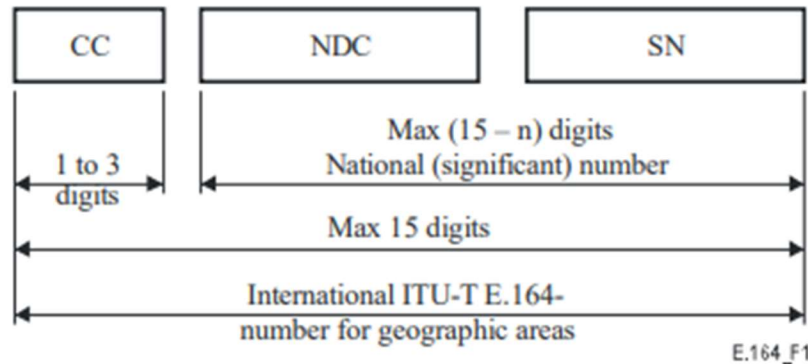 CC NDC SN
Max (15 – n) digits
1 to 3 National (significant) number
digits
Max 15 digits
International ITU-T E.164-
number for geographic areas
E.164_F1